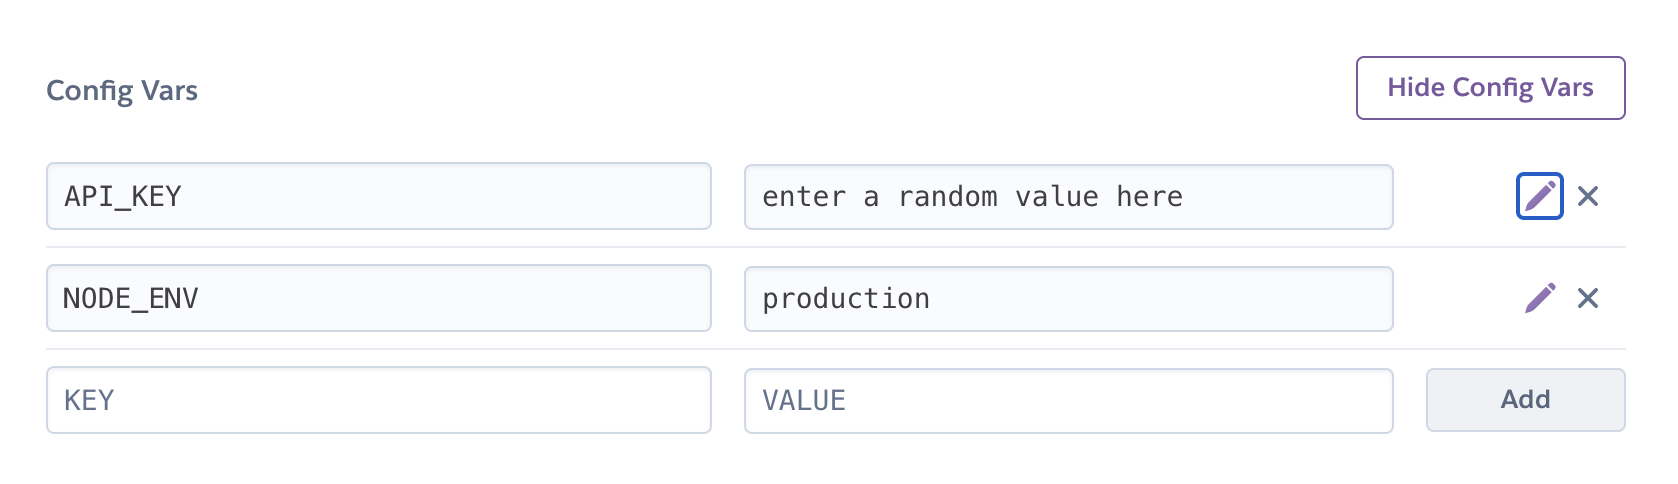 Config Vars
Hide Config Vars
API_KEY
enter a random value here
NODE_ENV
production
KEY
VALUE
Add